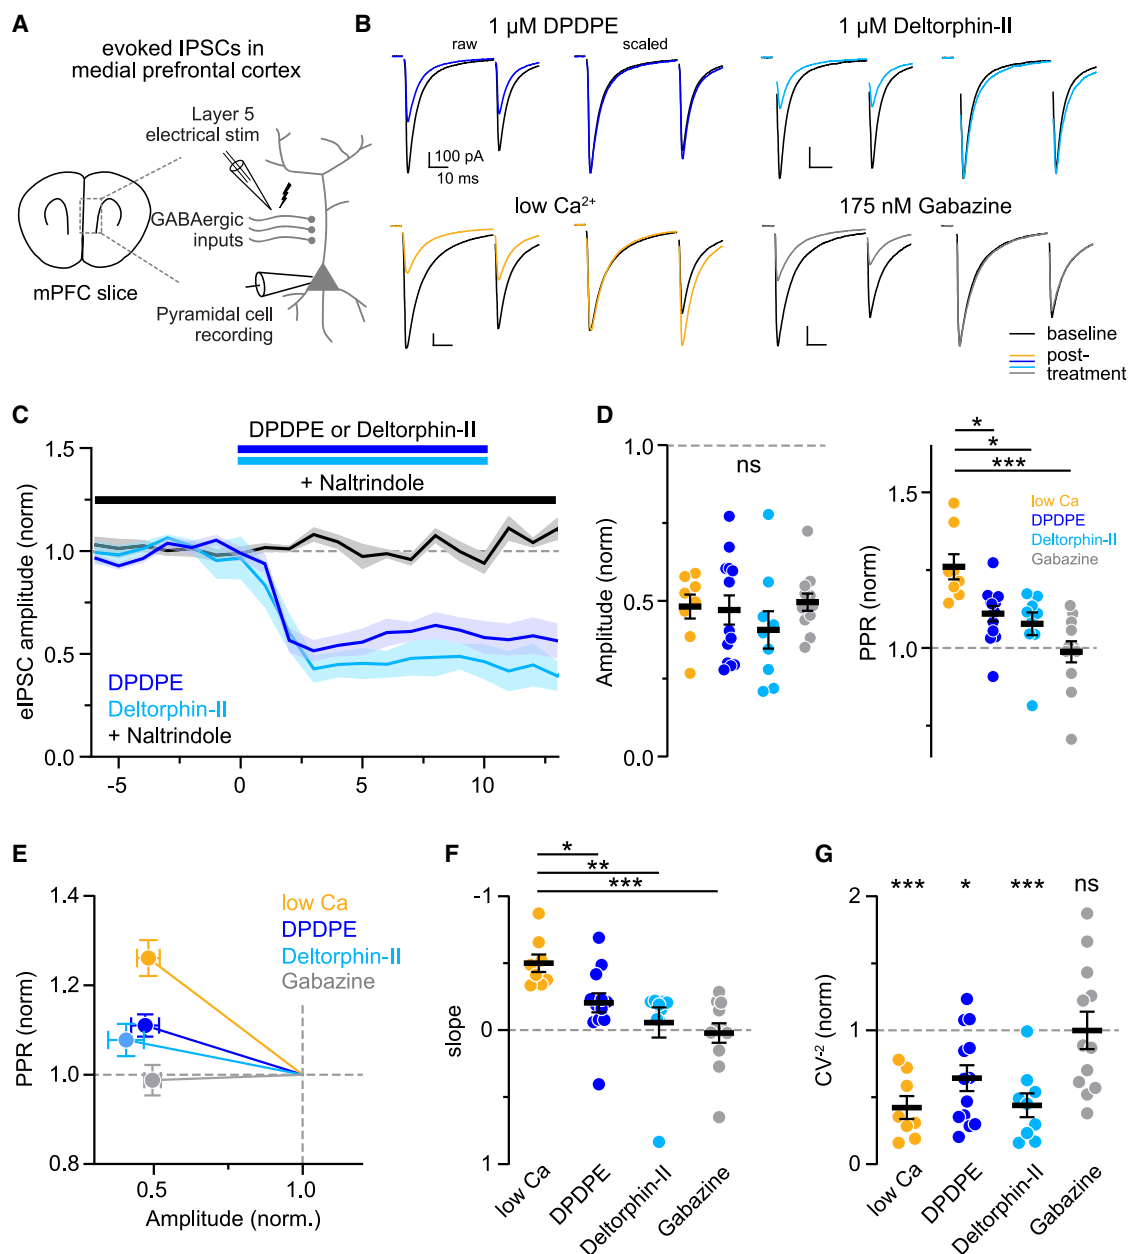 A
evoked IPSCs in
medial prefrontal cortex
Layer 5
electrical stim
GABAergic
inputs
mPFC slice
Pyramidal cell
recording
B
1 µM DPDPE
raw
scaled
100 pA
10 ms
1 µM Deltorphin-II
low Ca²⁺
175 nM Gabazine
baseline
post-
treatment
C
DPDPE or Deltorphin-II
+ Naltrindole
eIPSC amplitude (norm)
1.5
1.0
0.5
0.0
DPDPE
Deltorphin-II
+ Naltrindole
-5
0
5
10
D
Amplitude (norm)
1.0
0.5
0.0
ns
PPR (norm)
1.5
1.0
*
*
***
low Ca
DPDPE
Deltorphin-II
Gabazine
E
PPR (norm)
1.4
1.2
1.0
0.8
low Ca
DPDPE
Deltorphin-II
Gabazine
0.5
1.0
Amplitude (norm.)
F
slope
-1
0
1
*
**
***
low Ca
DPDPE
Deltorphin-II
Gabazine
G
CV⁻² (norm)
2
1
0
***
*
***
ns
low Ca
DPDPE
Deltorphin-II
Gabazine